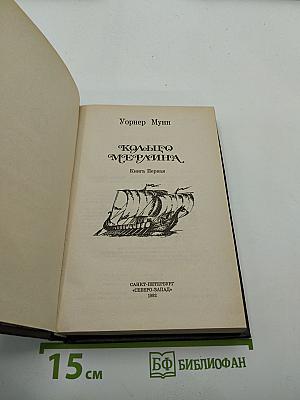 Уорнер Мунн
КОЛЬЦО
МЕРЛИНА
Книга Первая
САНКТ-ПЕТЕРБУРГ
«СЕВЕРО-ЗАПАД»
1992
15 см
БФ БИБЛИОФАН